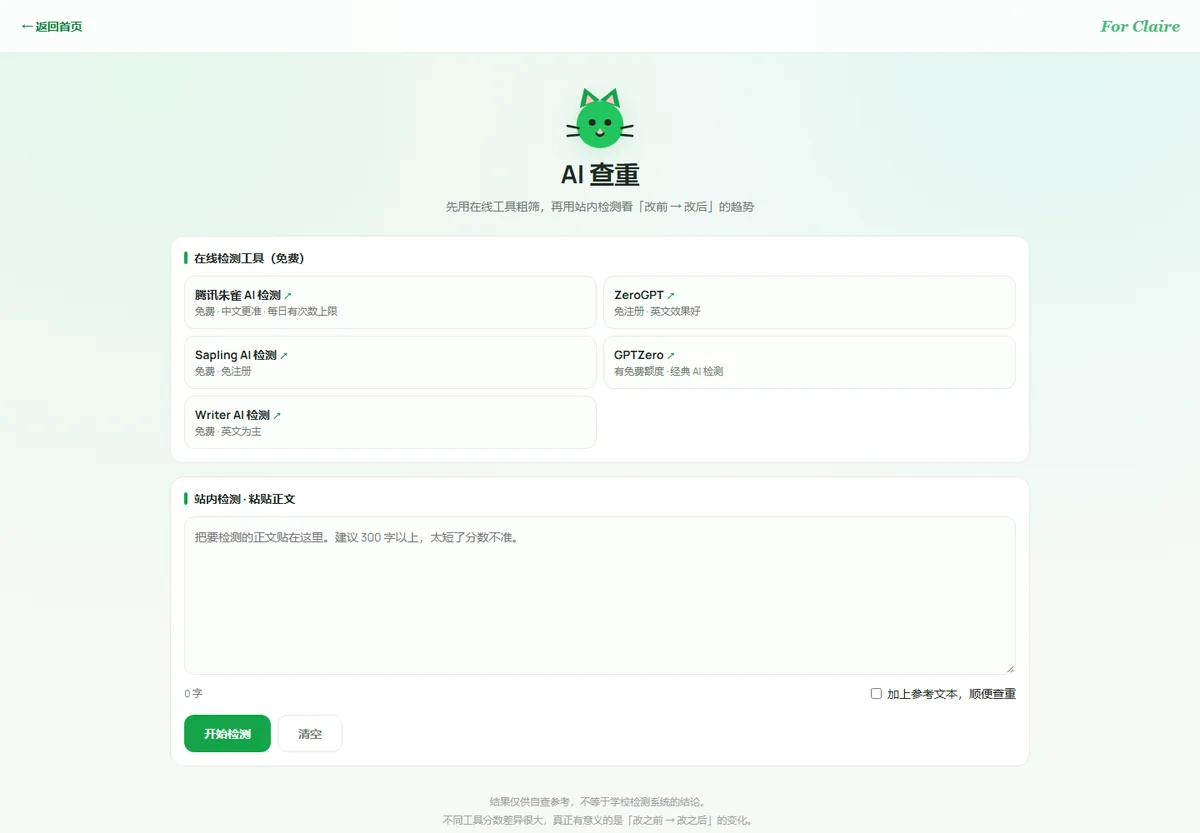 ←返回首页
For Claire
AI 查重
先用在线工具粗筛，再用站内检测看「改前 → 改后」的趋势
在线检测工具（免费）
腾讯朱雀 AI 检测 ↗
免费 · 中文更准 · 每日有次数上限
ZeroGPT ↗
免注册 · 英文效果好
Sapling AI 检测 ↗
免费 · 免注册
GPTZero ↗
有免费额度 · 经典 AI 检测
Writer AI 检测 ↗
免费 · 英文为主
站内检测 · 粘贴正文
把要检测的正文贴在这里。建议 300 字以上，太短了分数不准。
0 字
加上参考文本，顺便查重
开始检测
清空
结果仅供自查参考，不等于学校检测系统的结论。
不同工具分数差异很大，真正有意义的是「改之前 → 改之后」的变化。